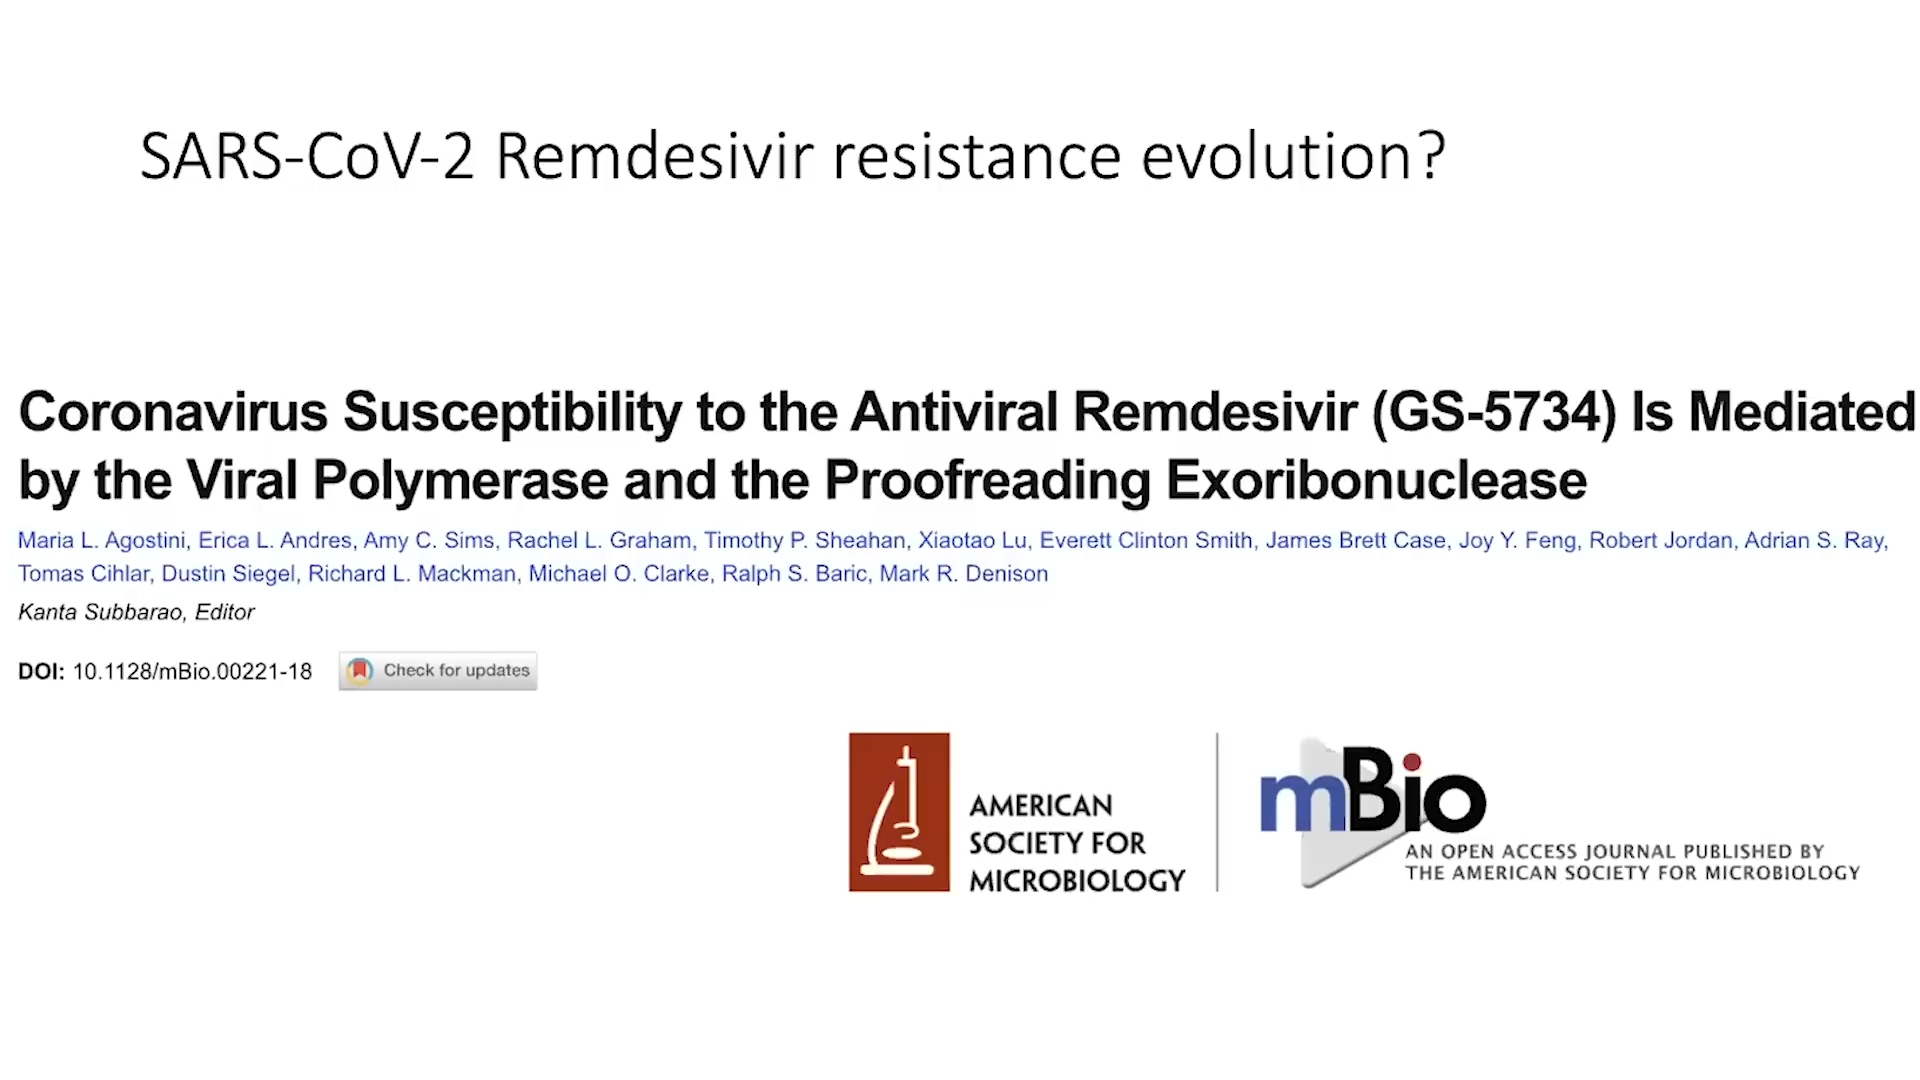 SARS-CoV-2 Remdesivir resistance evolution?
Coronavirus Susceptibility to the Antiviral Remdesivir (GS-5734) Is Mediated
by the Viral Polymerase and the Proofreading Exoribonuclease
Maria L. Agostini, Erica L. Andres, Amy C. Sims, Rachel L. Graham, Timothy P. Sheahan, Xiaotao Lu, Everett Clinton Smith, James Brett Case, Joy Y. Feng, Robert Jordan, Adrian S. Ray,
Tomas Cihlar, Dustin Siegel, Richard L. Mackman, Michael O. Clarke, Ralph S. Baric, Mark R. Denison
Kanta Subbarao, Editor
DOI: 10.1128/mBio.00221-18 Check for updates
AMERICAN
SOCIETY FOR
MICROBIOLOGY
mBio
AN OPEN ACCESS JOURNAL PUBLISHED BY
THE AMERICAN SOCIETY FOR MICROBIOLOGY